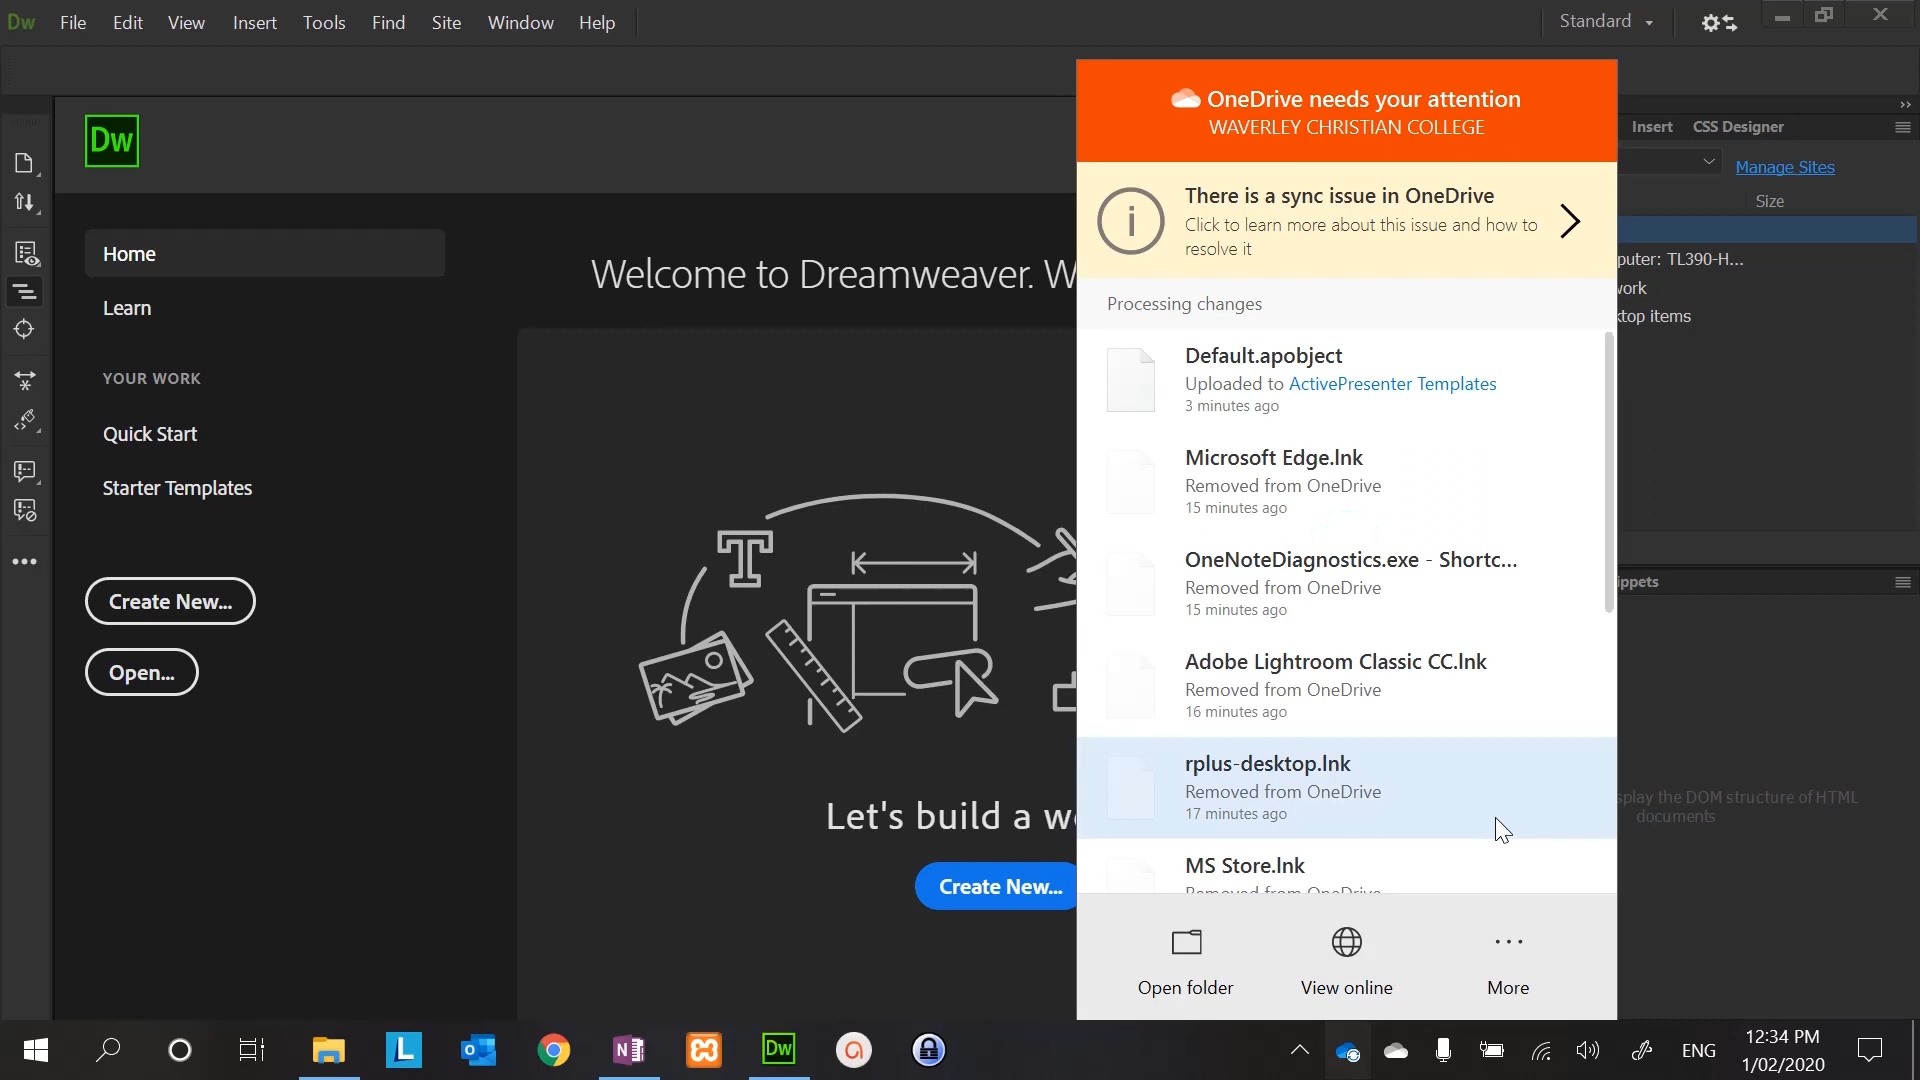 Dw File Edit View Insert Tools Find Site Window Help
Standard
Dw
Home
Learn
YOUR WORK
Quick Start
Starter Templates
Create New...
Open...
Welcome to Dreamweaver. W
Let's build a w
Create New...
OneDrive needs your attention
WAVERLEY CHRISTIAN COLLEGE
There is a sync issue in OneDrive
Click to learn more about this issue and how to
resolve it
Processing changes
Default.apobject
Uploaded to ActivePresenter Templates
3 minutes ago
Microsoft Edge.lnk
Removed from OneDrive
15 minutes ago
OneNoteDiagnostics.exe - Shortc...
Removed from OneDrive
15 minutes ago
Adobe Lightroom Classic CC.lnk
Removed from OneDrive
16 minutes ago
rplus-desktop.lnk
Removed from OneDrive
17 minutes ago
MS Store.lnk
Removed from OneDrive
Open folder
View online
More
Insert CSS Designer
Manage Sites
Size
puter: TL390-H...
work
ktop items
ippets
splay the DOM structure of HTML
documents
L
N
Dw
ENG
12:34 PM
1/02/2020